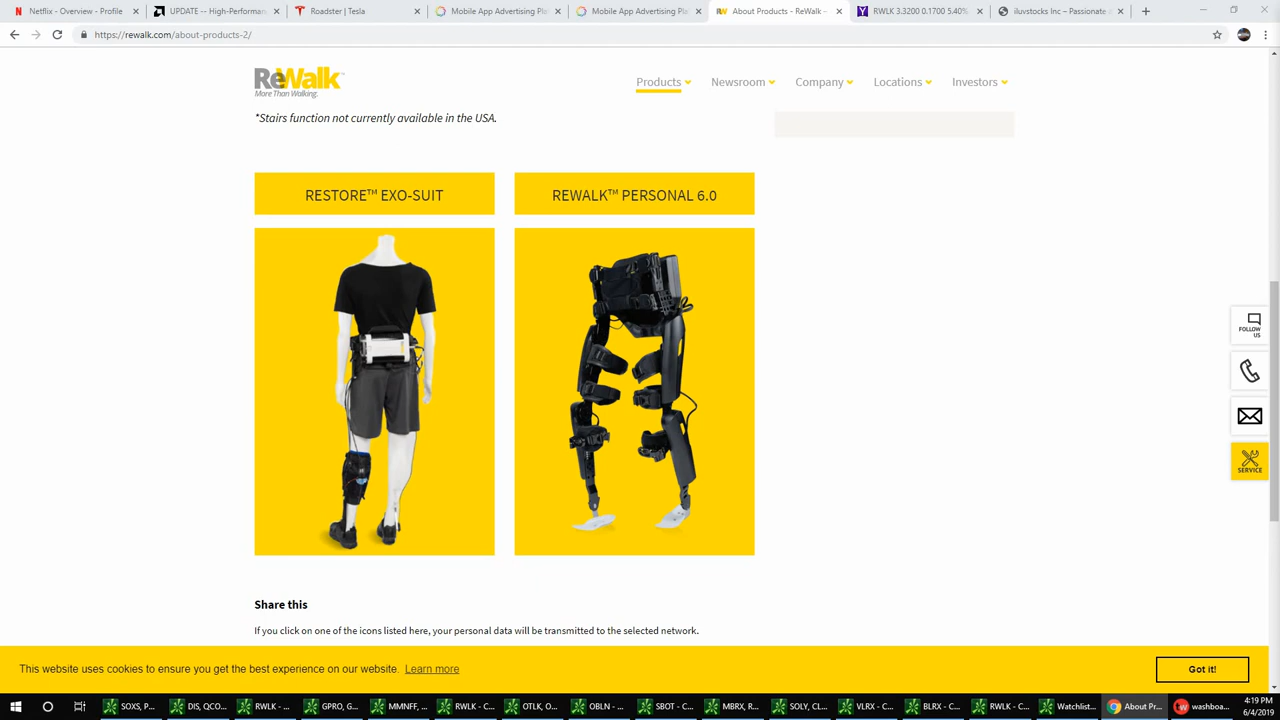 Netflix - Overview - Profile
UPDATE -- High-Performan
Roadster | Tesla
Mobile App Advertising Pla
Mobile App Advertising Pla
About Products - ReWalk –
RWLK 3.3200 0.1700 5.40%
iluvstocks Inc ~ Passionate a
https://rewalk.com/about-products-2/
ReWalk™
More Than Walking.
Products
Newsroom
Company
Locations
Investors
*Stairs function not currently available in the USA.
RESTORE™ EXO-SUIT
REWALK™ PERSONAL 6.0
FOLLOW
US
SERVICE
Share this
If you click on one of the icons listed here, your personal data will be transmitted to the selected network.
This website uses cookies to ensure you get the best experience on our website. Learn more
Got it!
SOXS, P...
DIS, QCO...
RWLK - ...
GPRO, G...
MMNFF, ...
RWLK - C...
OTLK, O...
OBLN - ...
SBOT - C...
MBRX, R...
SOLY, CL...
VLRX - C...
BLRX - C...
RWLK - C...
Watchlist...
About Pr...
washboa...
4:19 PM
6/4/2019